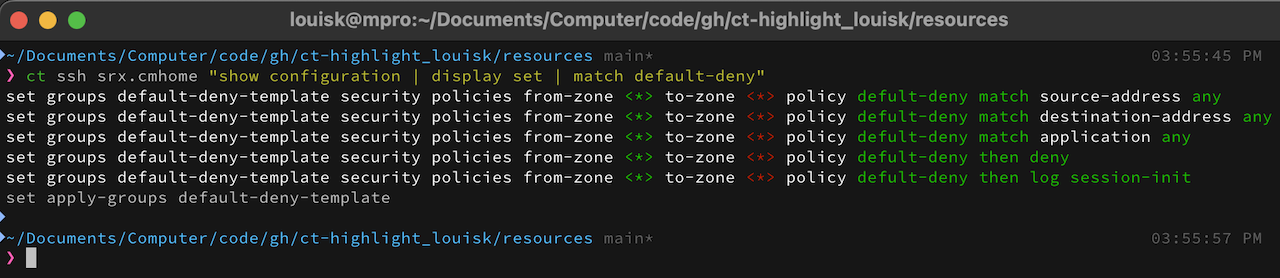 louisk@mpro:~/Documents/Computer/code/gh/ct-highlight_louisk/resources
~/Documents/Computer/code/gh/ct-highlight_louisk/resources main* 03:55:45 PM
❯ ct ssh srx.cmhome "show configuration | display set | match default-deny"
set groups default-deny-template security policies from-zone <*> to-zone <*> policy defult-deny match source-address any
set groups default-deny-template security policies from-zone <*> to-zone <*> policy defult-deny match destination-address any
set groups default-deny-template security policies from-zone <*> to-zone <*> policy defult-deny match application any
set groups default-deny-template security policies from-zone <*> to-zone <*> policy defult-deny then deny
set groups default-deny-template security policies from-zone <*> to-zone <*> policy defult-deny then log session-init
set apply-groups default-deny-template
~/Documents/Computer/code/gh/ct-highlight_louisk/resources main* 03:55:57 PM
❯